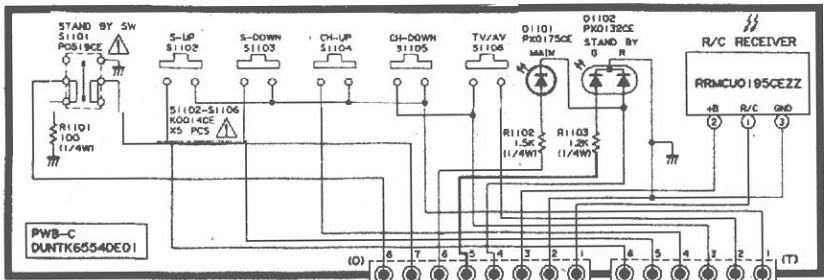 STAND BY SW
S1101
P0S19CE
S-UP
S1102
S-DOWN
S1103
CH-UP
S1104
CH-DOWN
S1105
TV/AV
S1106
D1101
PX0175CE
MAIN
D1102
PX0132CE
STAND BY
G R
R/C RECEIVER
RRMCU0195CEZZ
+B R/C GND
2 1 3
S1102-S1106
K0014CE
X5 PCS
R1101
100
(1/4W)
R1102
1.5K
(1/4W)
R1103
1.2K
(1/4W)
PWB-C
DUNTK6554DE01
(O) 8 7 6 5 4 3 2 1
6 5 4 3 2 1 (T)